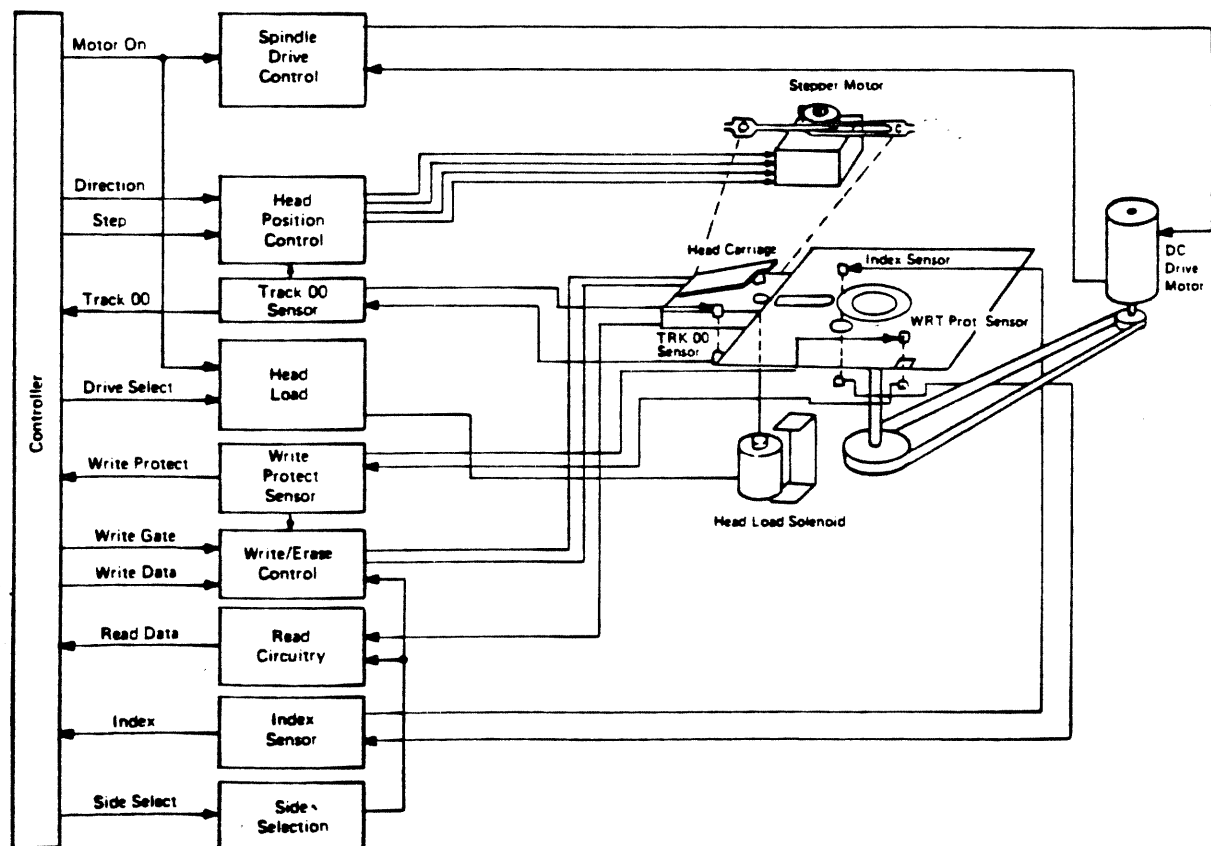 Controller
Motor On
Spindle
Drive
Control
Direction
Step
Head
Position
Control
Track 00
Track 00
Sensor
Drive Select
Head
Load
Write Protect
Write
Protect
Sensor
Write Gate
Write Data
Write/Erase
Control
Read Data
Read
Circuitry
Index
Index
Sensor
Side Select
Side
Selection
Stepper Motor
Head Carriage
Index Sensor
TRK 00
Sensor
WRT Prot Sensor
DC
Drive
Motor
Head Load Solenoid